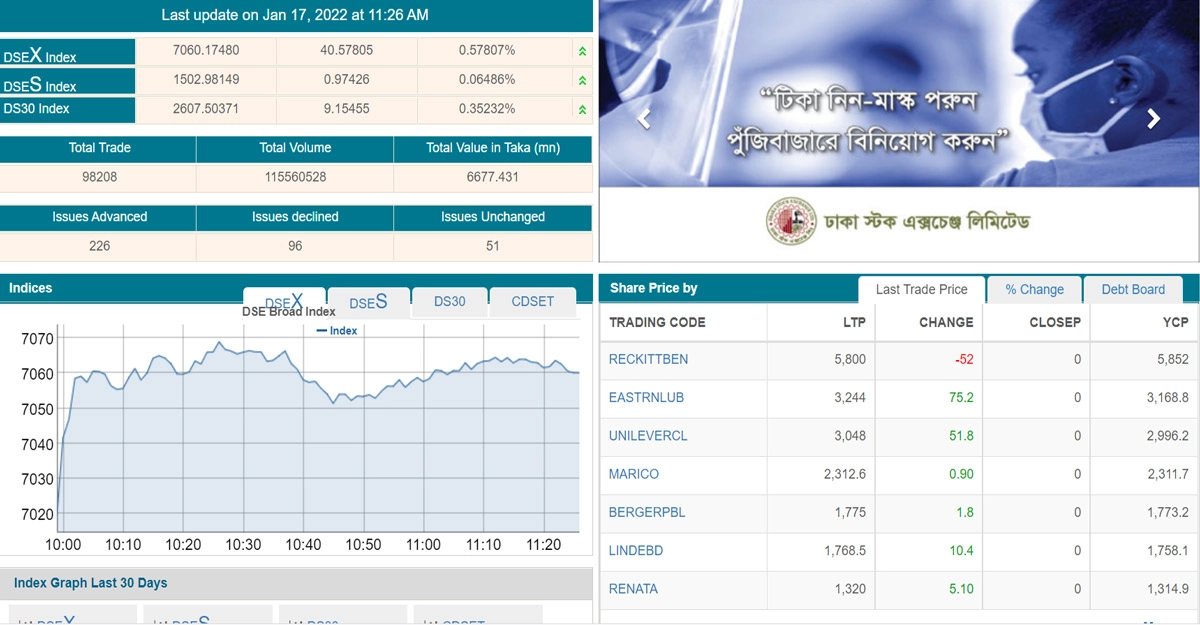 Last update on Jan 17, 2022 at 11:26 AM
DSEX Index 7060.17480 40.57805 0.57807%
DSES Index 1502.98149 0.97426 0.06486%
DS30 Index 2607.50371 9.15455 0.35232%
Total Trade Total Volume Total Value in Taka (mn)
98208 115560528 6677.431
Issues Advanced Issues declined Issues Unchanged
226 96 51
“টিকা নিন-মাস্ক পরুন
পুঁজিবাজারে বিনিয়োগ করুন”
ঢাকা স্টক এক্সচেঞ্জ লিমিটেড
Indices
DSEX DSES DS30 CDSET
DSE Broad Index
Index
7070
7060
7050
7040
7030
7020
10:00 10:10 10:20 10:30 10:40 10:50 11:00 11:10 11:20
Index Graph Last 30 Days
DSEX DSES DS30 CDSET
Share Price by
Last Trade Price % Change Debt Board
TRADING CODE LTP CHANGE CLOSEP YCP
RECKITTBEN 5,800 -52 0 5,852
EASTRNLUB 3,244 75.2 0 3,168.8
UNILEVERCL 3,048 51.8 0 2,996.2
MARICO 2,312.6 0.90 0 2,311.7
BERGERPBL 1,775 1.8 0 1,773.2
LINDEBD 1,768.5 10.4 0 1,758.1
RENATA 1,320 5.10 0 1,314.9